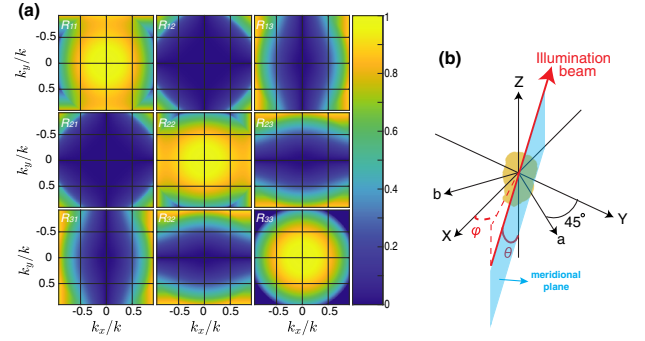 (a)
R11 R12 R13
R21 R22 R23
R31 R32 R33
ky/k
-0.5
0
0.5
ky/k
-0.5
0
0.5
ky/k
-0.5
0
0.5
-0.5 0 0.5
-0.5 0 0.5
-0.5 0 0.5
kx/k kx/k kx/k
1
0.8
0.6
0.4
0.2
0
(b)
Illumination
beam
Z
b
X
φ
θ
a
45°
Y
meridional
plane